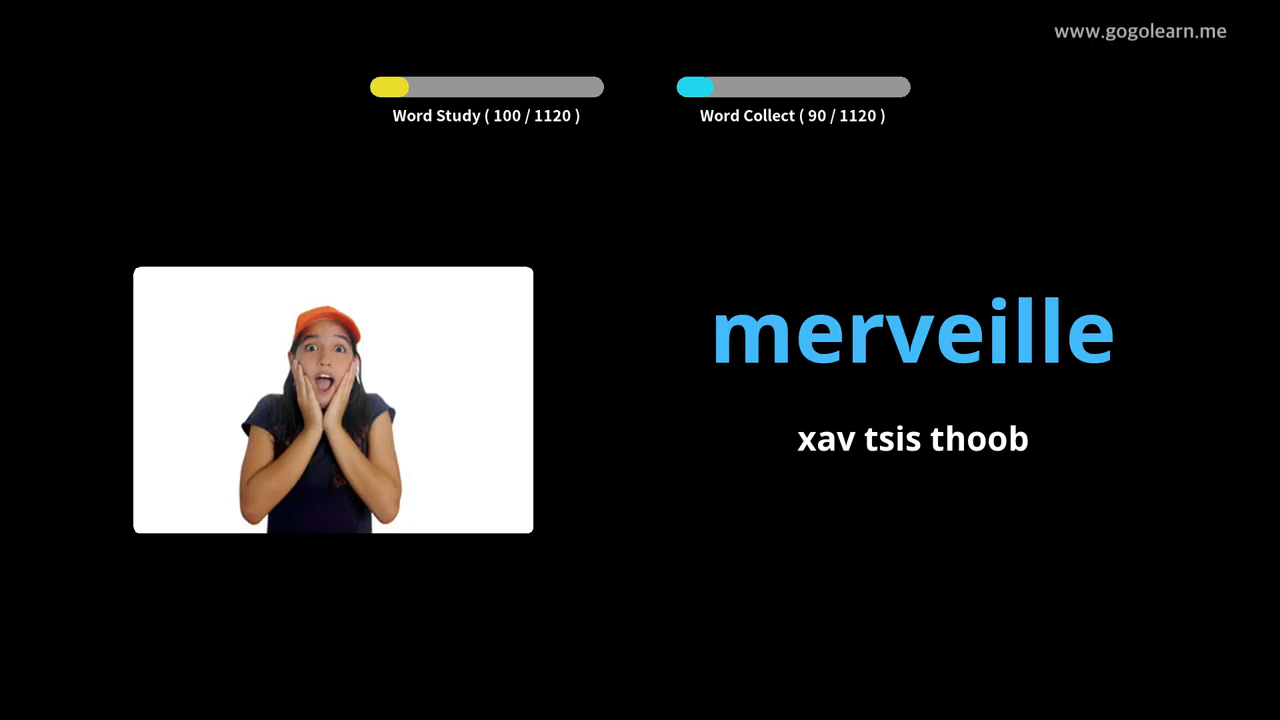 www.gogolearn.me
Word Study ( 100 / 1120 )
Word Collect ( 90 / 1120 )
merveille
xav tsis thoob